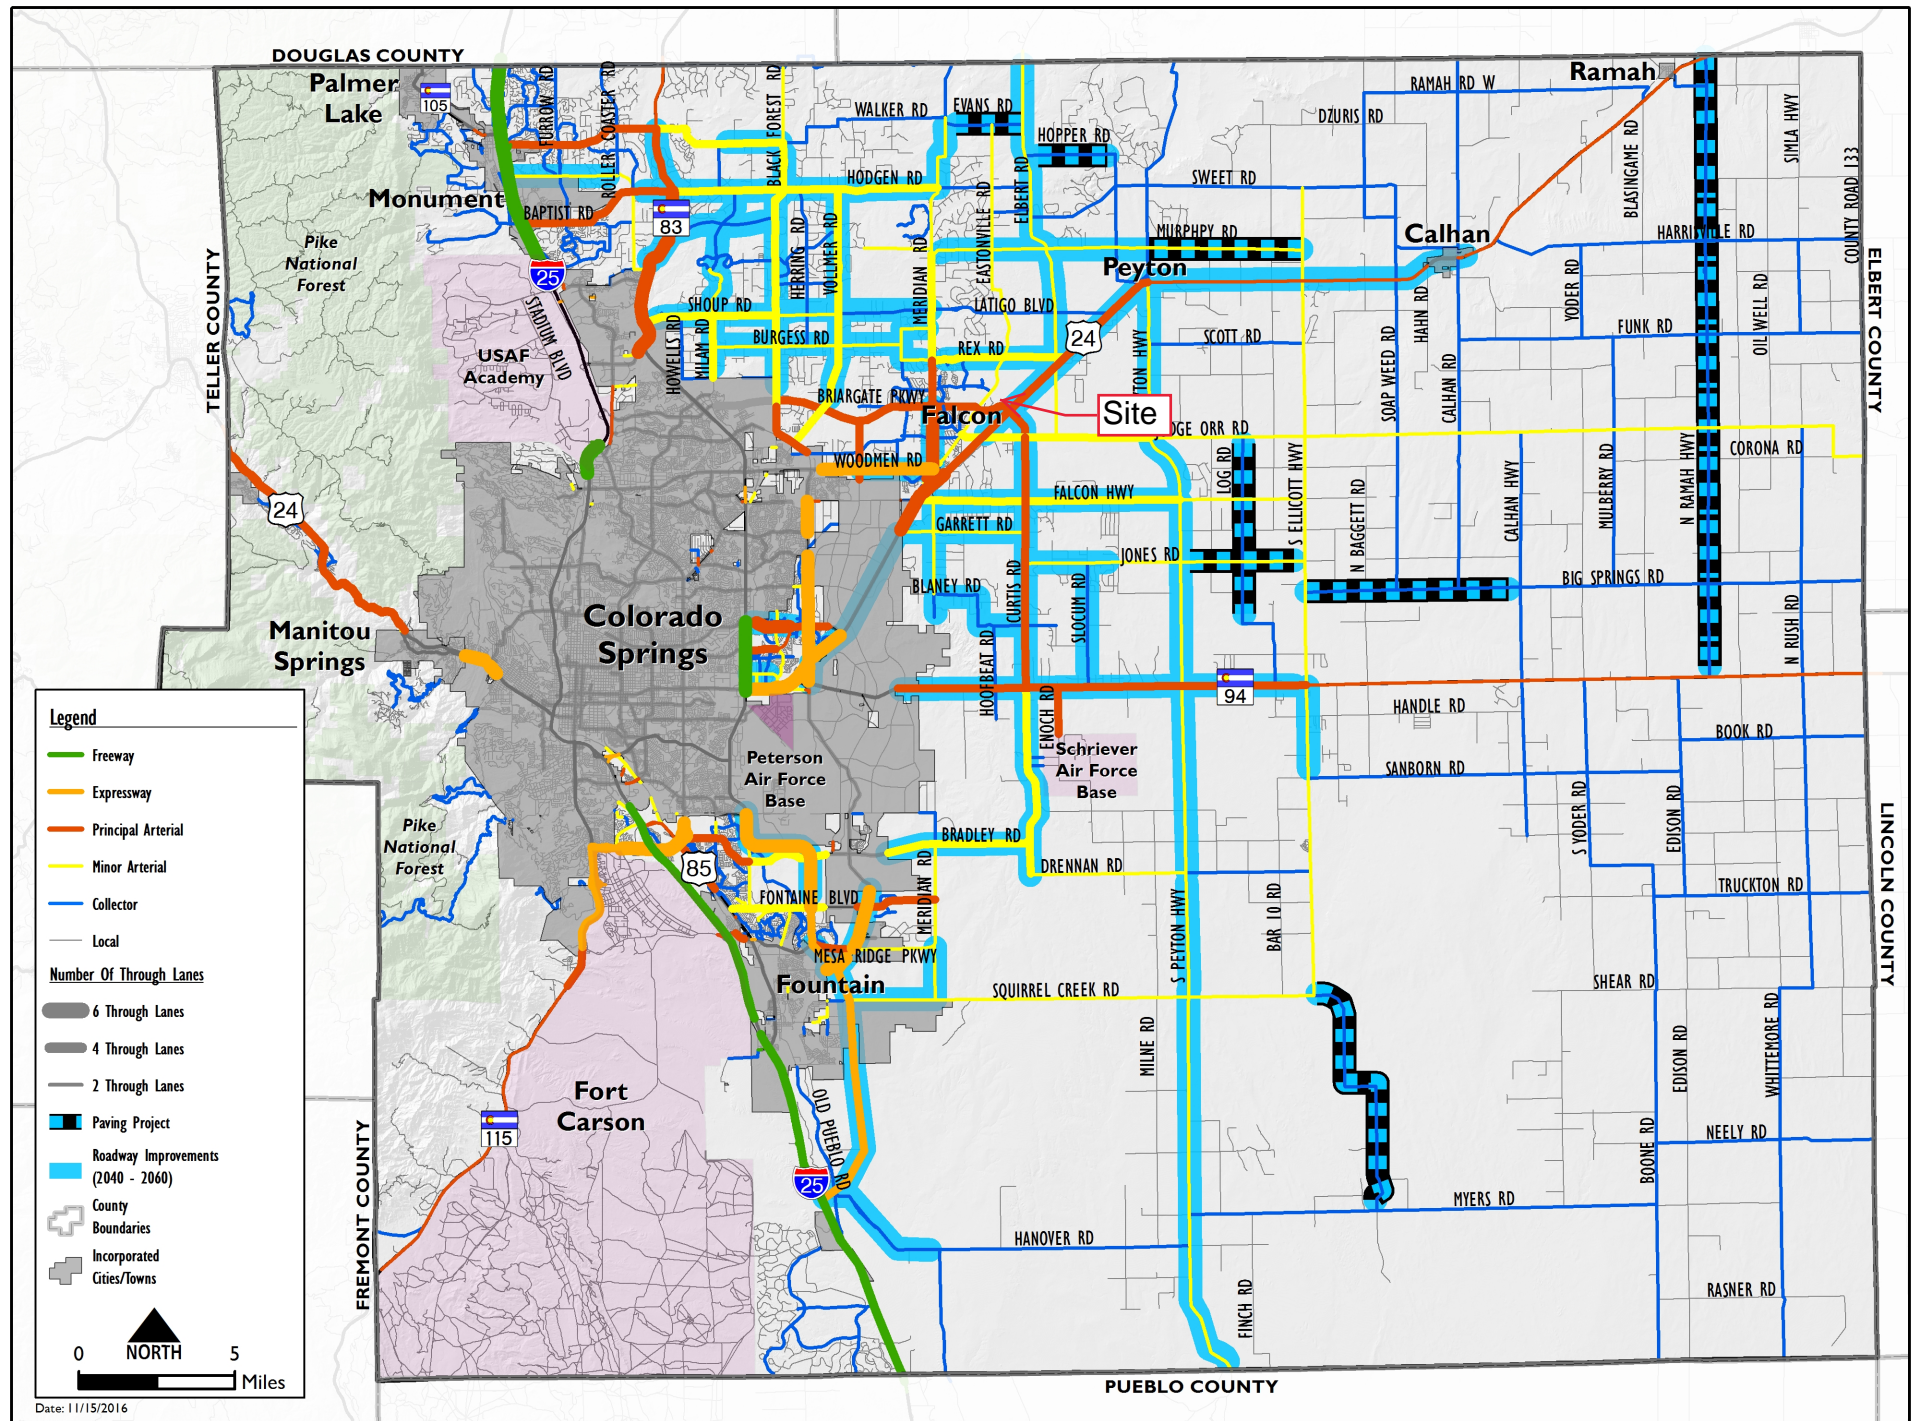 DOUGLAS COUNTY
Palmer
Lake
105
FURROW RD
ROLLER COASTER RD
BLACK FOREST RD
WALKER RD
EVANS RD
HOPPER RD
ELBERT RD
DZURIS RD
RAMAH RD W
Ramah
BLASINGAME RD
SIMLA HWY
COUNTY ROAD 133
Monument
BAPTIST RD
83
HODGEN RD
SWEET RD
Pike
National
Forest
25
HERRING RD
VOLLMER RD
MERIDIAN RD
EASTONVILLE RD
MURPHPY RD
Peyton
Calhan
HARRISVILLE RD
ELBERT COUNTY
TELLER COUNTY
STADIUM BLVD
SHOUP RD
LATIGO BLVD
24
HAHN RD
YODER RD
OIL WELL RD
FUNK RD
USAF
Academy
HOWELLS RD
MILAM RD
BURGESS RD
REX RD
TON HWY
SCOTT RD
SOAP WEED RD
CALHAN RD
BRIARGATE PKWY
Falcon
Site
DGE ORR RD
WOODMEN RD
LOG RD
S ELLICOTT HWY
CALHAN HWY
MULBERRY RD
N RAMAH HWY
CORONA RD
24
FALCON HWY
GARRETT RD
N BAGGETT RD
JONES RD
BLANEY RD
CURTIS RD
SLOCUM RD
BIG SPRINGS RD
Manitou
Springs
Colorado
Springs
HOOFBEAT RD
N RUSH RD
94
ENOCH RD
HANDLE RD
BOOK RD
Peterson
Air Force
Base
Schriever
Air Force
Base
SANBORN RD
Pike
National
Forest
85
BRADLEY RD
DRENNAN RD
MERIDIAN RD
S YODER RD
EDISON RD
LINCOLN COUNTY
FONTAINE BLVD
S PEYTON HWY
BAR 10 RD
TRUCKTON RD
MESA RIDGE PKWY
Fountain
SQUIRREL CREEK RD
SHEAR RD
MILNE RD
EDISON RD
WHITTEMORE RD
Fort
Carson
115
OLD PUEBLO RD
25
BOONE RD
NEELY RD
MYERS RD
HANOVER RD
FREMONT COUNTY
FINCH RD
RASNER RD
PUEBLO COUNTY
Legend
Freeway
Expressway
Principal Arterial
Minor Arterial
Collector
Local
Number Of Through Lanes
6 Through Lanes
4 Through Lanes
2 Through Lanes
Paving Project
Roadway Improvements
(2040 - 2060)
County
Boundaries
Incorporated
Cities/Towns
NORTH
0 5
Miles
Date: 11/15/2016